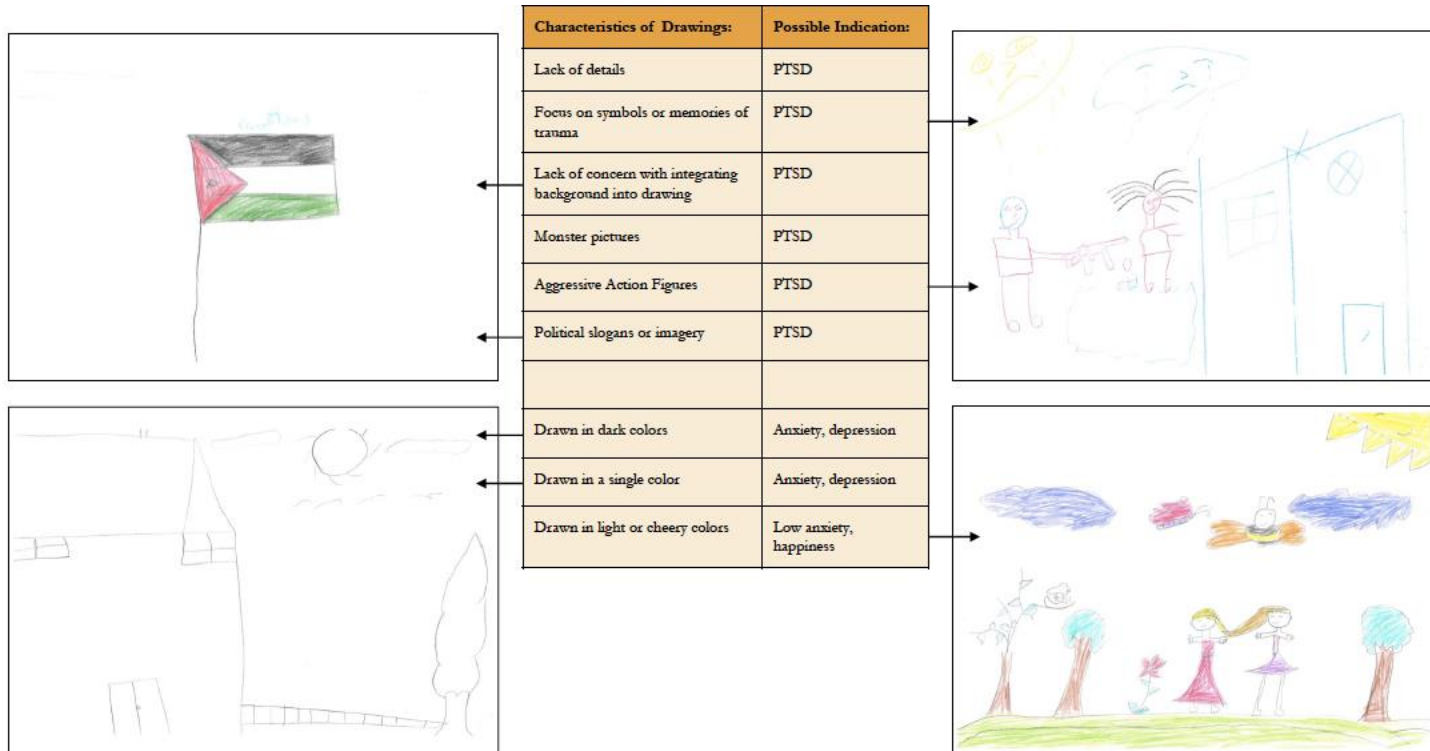 Characteristics of Drawings: Possible Indication:
Lack of details PTSD
Focus on symbols or memories of PTSD
trauma
Lack of concern with integrating PTSD
background into drawing
Monster pictures PTSD
Aggressive Action Figures PTSD
Political slogans or imagery PTSD
Drawn in dark colors Anxiety, depression
Drawn in a single color Anxiety, depression
Drawn in light or cheery colors Low anxiety,
happiness